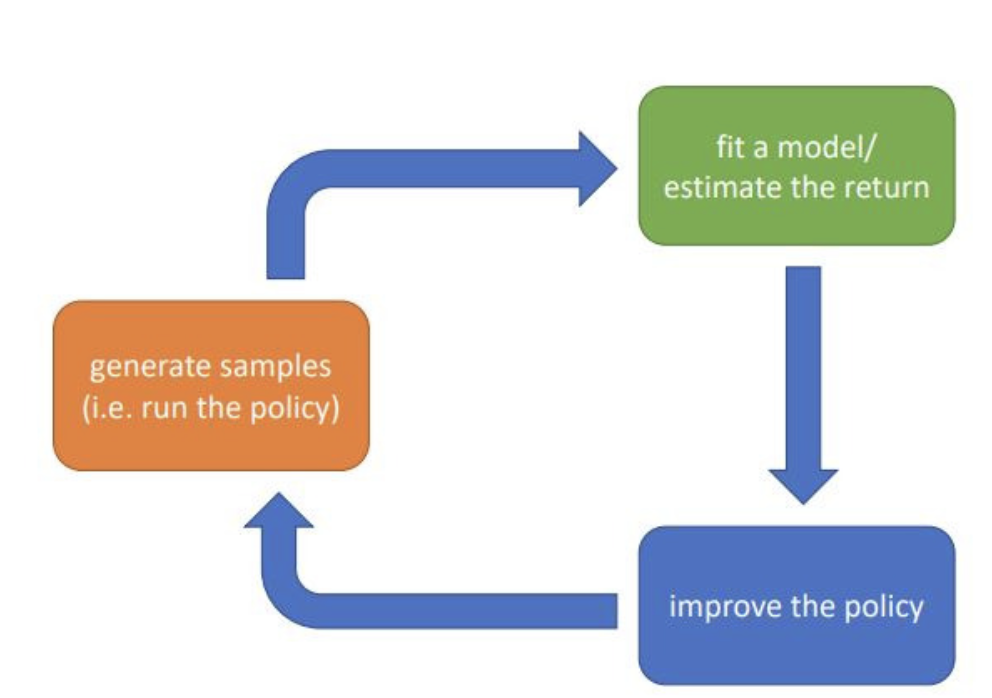 fit a model/
estimate the return
generate samples
(i.e. run the policy)
improve the policy